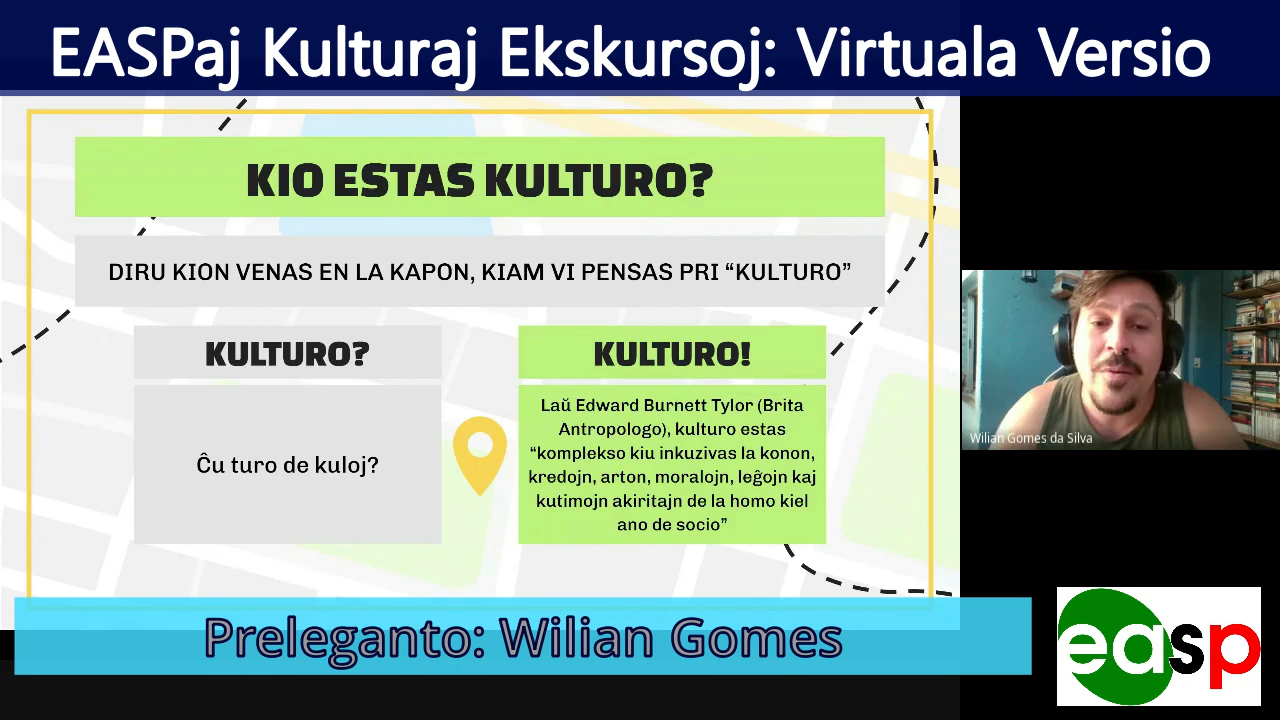 EASPaj Kulturaj Ekskursoj: Virtuala Versio
KIO ESTAS KULTURO?
DIRU KION VENAS EN LA KAPON, KIAM VI PENSAS PRI “KULTURO”
KULTURO?
Ĉu turo de kuloj?
KULTURO!
Laŭ Edward Burnett Tylor (Brita
Antropologo), kulturo estas
“komplekso kiu inkuzivas la konon,
kredojn, arton, moralojn, leĝojn kaj
kutimojn akiritajn de la homo kiel
ano de socio”
Wilian Gomes da Silva
Preleganto: Wilian Gomes
easp